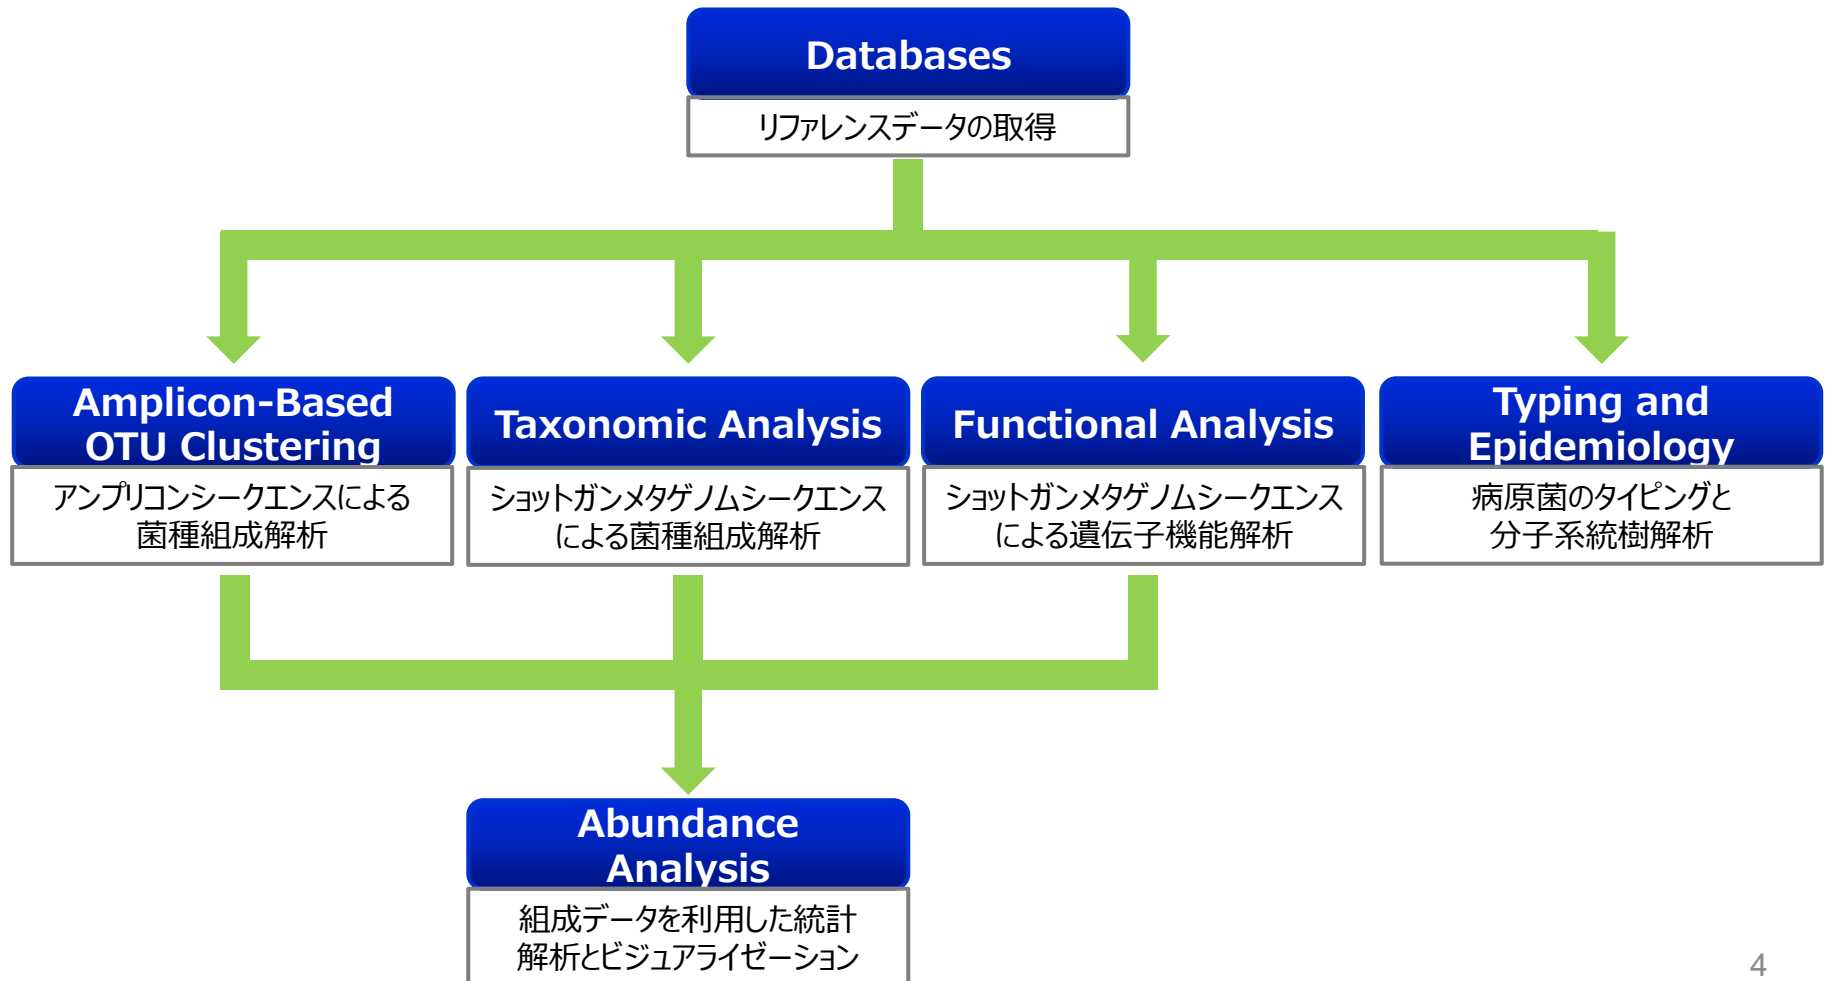 Databases
リファレンスデータの取得
Amplicon-Based
OTU Clustering
アンプリコンシークエンスによる
菌種組成解析
Taxonomic Analysis
ショットガンメタゲノムシークエンス
による菌種組成解析
Functional Analysis
ショットガンメタゲノムシークエンス
による遺伝子機能解析
Typing and
Epidemiology
病原菌のタイピングと
分子系統樹解析
Abundance
Analysis
組成データを利用した統計
解析とビジュアライゼーション
4